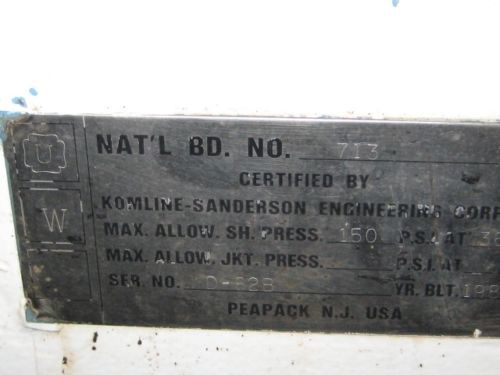 U
NAT'L BD. NO. 713
CERTIFIED BY
W
KOMLINE-SANDERSON ENGINEERING CORP
MAX. ALLOW. SH. PRESS. 150 P.S.I. AT
MAX. ALLOW. JKT. PRESS. P.S.I. AT
SER. NO. YR. BLT. 198
PEAPACK N.J. USA